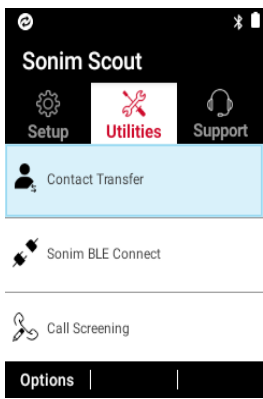 Sonim Scout
Setup Utilities Support
Contact Transfer
Sonim BLE Connect
Call Screening
Options